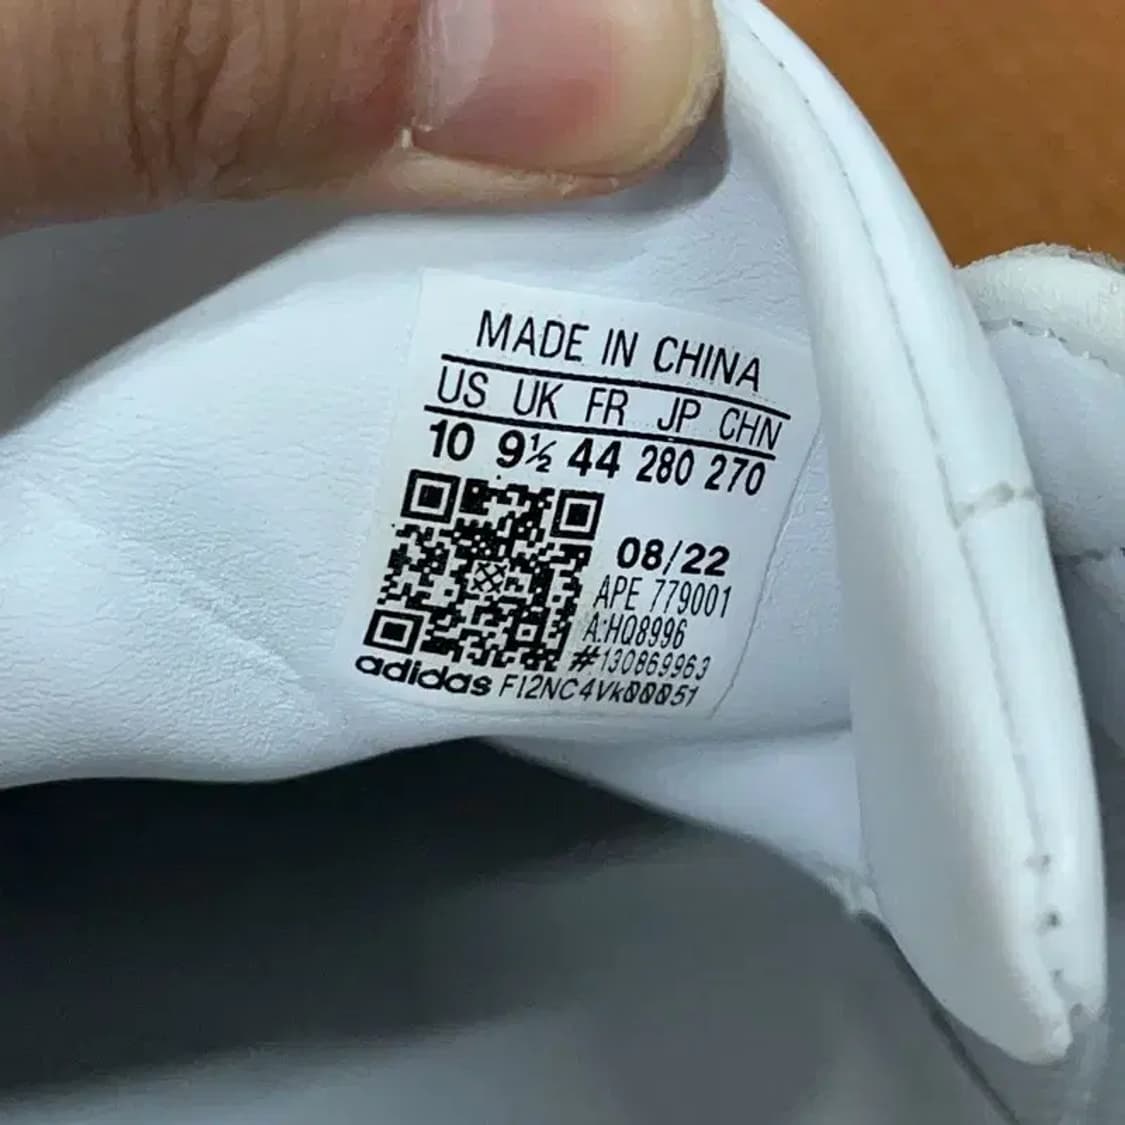 MADE IN CHINA
US UK FR JP CHN
10 9½ 44 280 270
08/22
APE 779001
A:HQ8996
#130869963
adidas FI2NC4Vk00051